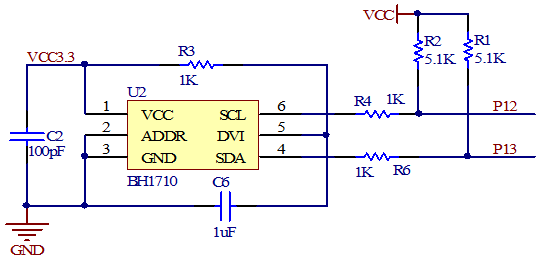 VCC
R3
R2
R1
VCC3.3
5.1K
5.1K
1K
U2
1 VCC SCL 6
R4 1K
P12
2 ADDR DVI 5
C2
100pF
3 GND SDA 4
P13
1K R6
BH1710
C6
1uF
GND